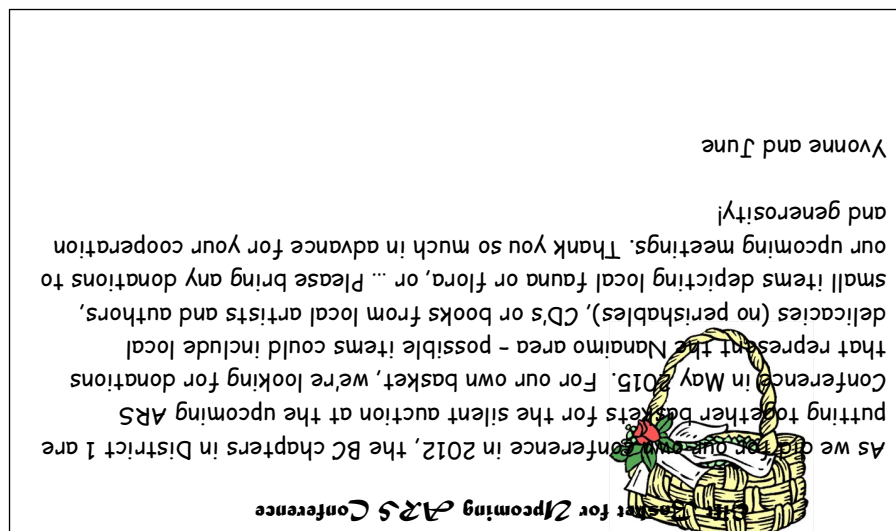 Gift Basket for Upcoming ARS Conference
As we did for our own conference in 2012, the BC chapters in District 1 are
putting together baskets for the silent auction at the upcoming ARS
Conference in May 2015. For our own basket, we're looking for donations
that represent the Nanaimo area – possible items could include local
delicacies (no perishables), CD's or books from local artists and authors,
small items depicting local fauna or flora, or ... Please bring any donations to
our upcoming meetings. Thank you so much in advance for your cooperation
and generosity!
Yvonne and June